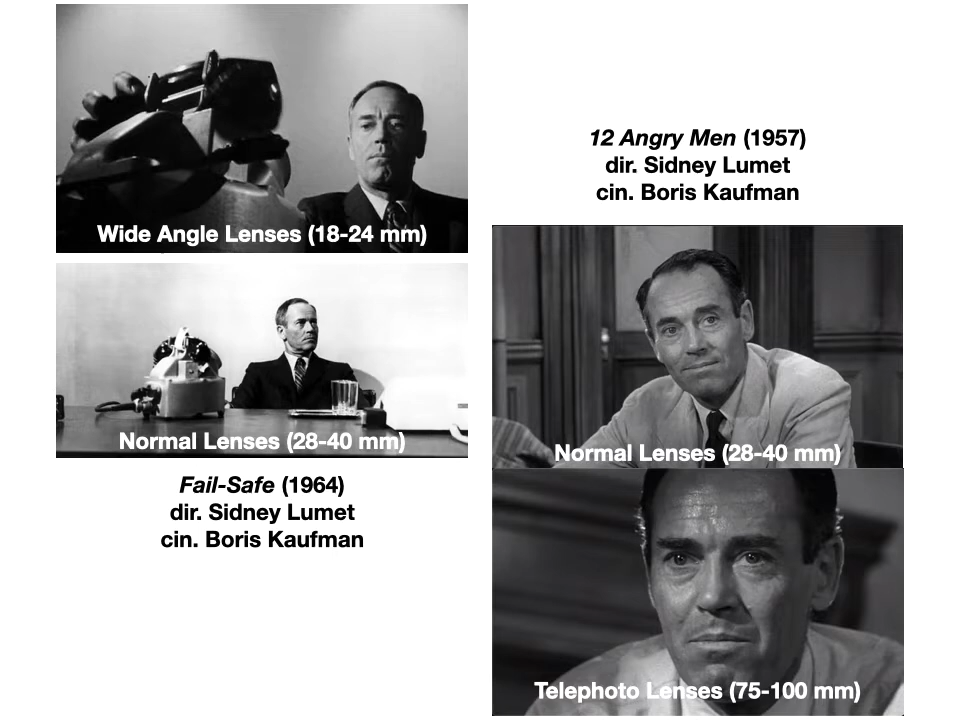 Wide Angle Lenses (18-24 mm)
Normal Lenses (28-40 mm)
Fail-Safe (1964)
dir. Sidney Lumet
cin. Boris Kaufman
12 Angry Men (1957)
dir. Sidney Lumet
cin. Boris Kaufman
Normal Lenses (28-40 mm)
Telephoto Lenses (75-100 mm)